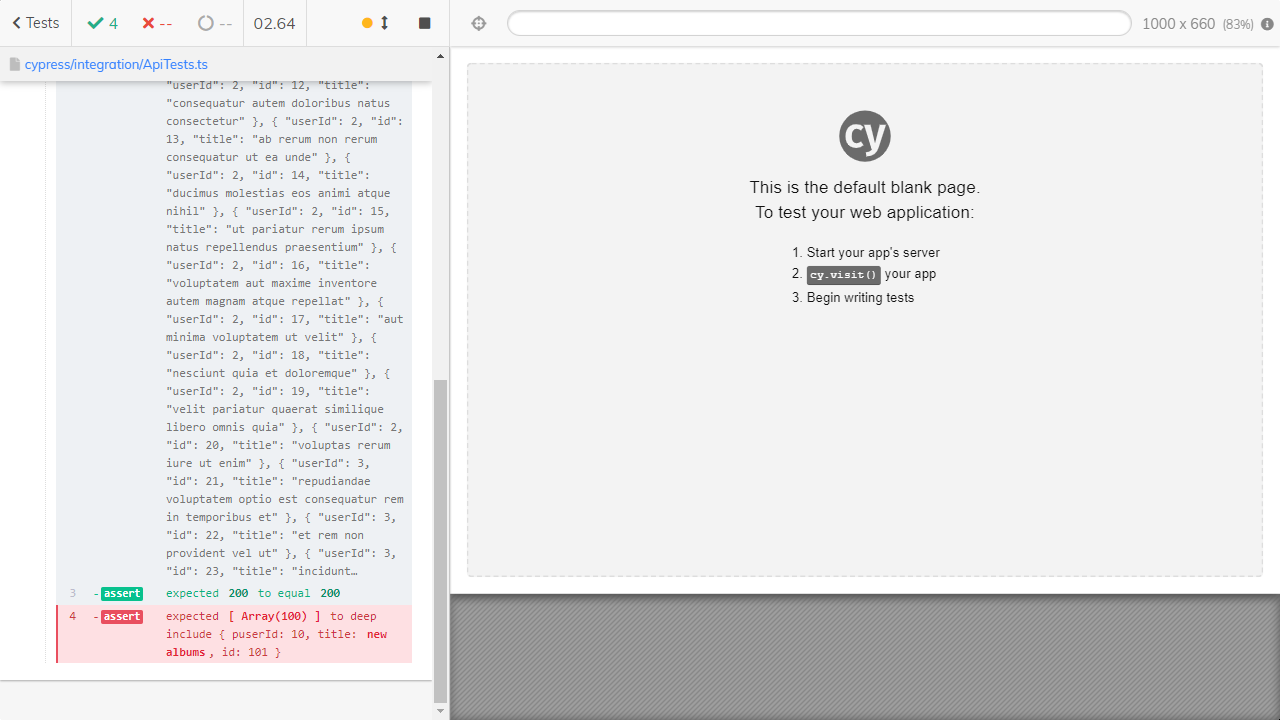 Tests
4
--
--
02.64
1000 x 660 (83%)
cypress/integration/ApiTests.ts
"userId": 2, "id": 12, "title":
"consequatur autem doloribus natus
consectetur" }, { "userId": 2, "id":
13, "title": "ab rerum non rerum
consequatur ut ea unde" }, {
"userId": 2, "id": 14, "title":
"ducimus molestias eos animi atque
nihil" }, { "userId": 2, "id": 15,
"title": "ut pariatur rerum ipsum
natus repellendus praesentium" }, {
"userId": 2, "id": 16, "title":
"voluptatem aut maxime inventore
autem magnam atque repellat" }, {
"userId": 2, "id": 17, "title": "aut
minima voluptatem ut velit" }, {
"userId": 2, "id": 18, "title":
"nesciunt quia et doloremque" }, {
"userId": 2, "id": 19, "title":
"velit pariatur quaerat similique
libero omnis quia" }, { "userId": 2,
"id": 20, "title": "voluptas rerum
iure ut enim" }, { "userId": 3,
"id": 21, "title": "repudiandae
voluptatem optio est consequatur rem
in temporibus et" }, { "userId": 3,
"id": 22, "title": "et rem non
provident vel ut" }, { "userId": 3,
"id": 23, "title": "incidunt…
3 -assert expected 200 to equal 200
4 -assert expected [ Array(100) ] to deep
include { puserId: 10, title: new
albums, id: 101 }
cy
This is the default blank page.
To test your web application:
1. Start your app's server
2. cy.visit() your app
3. Begin writing tests